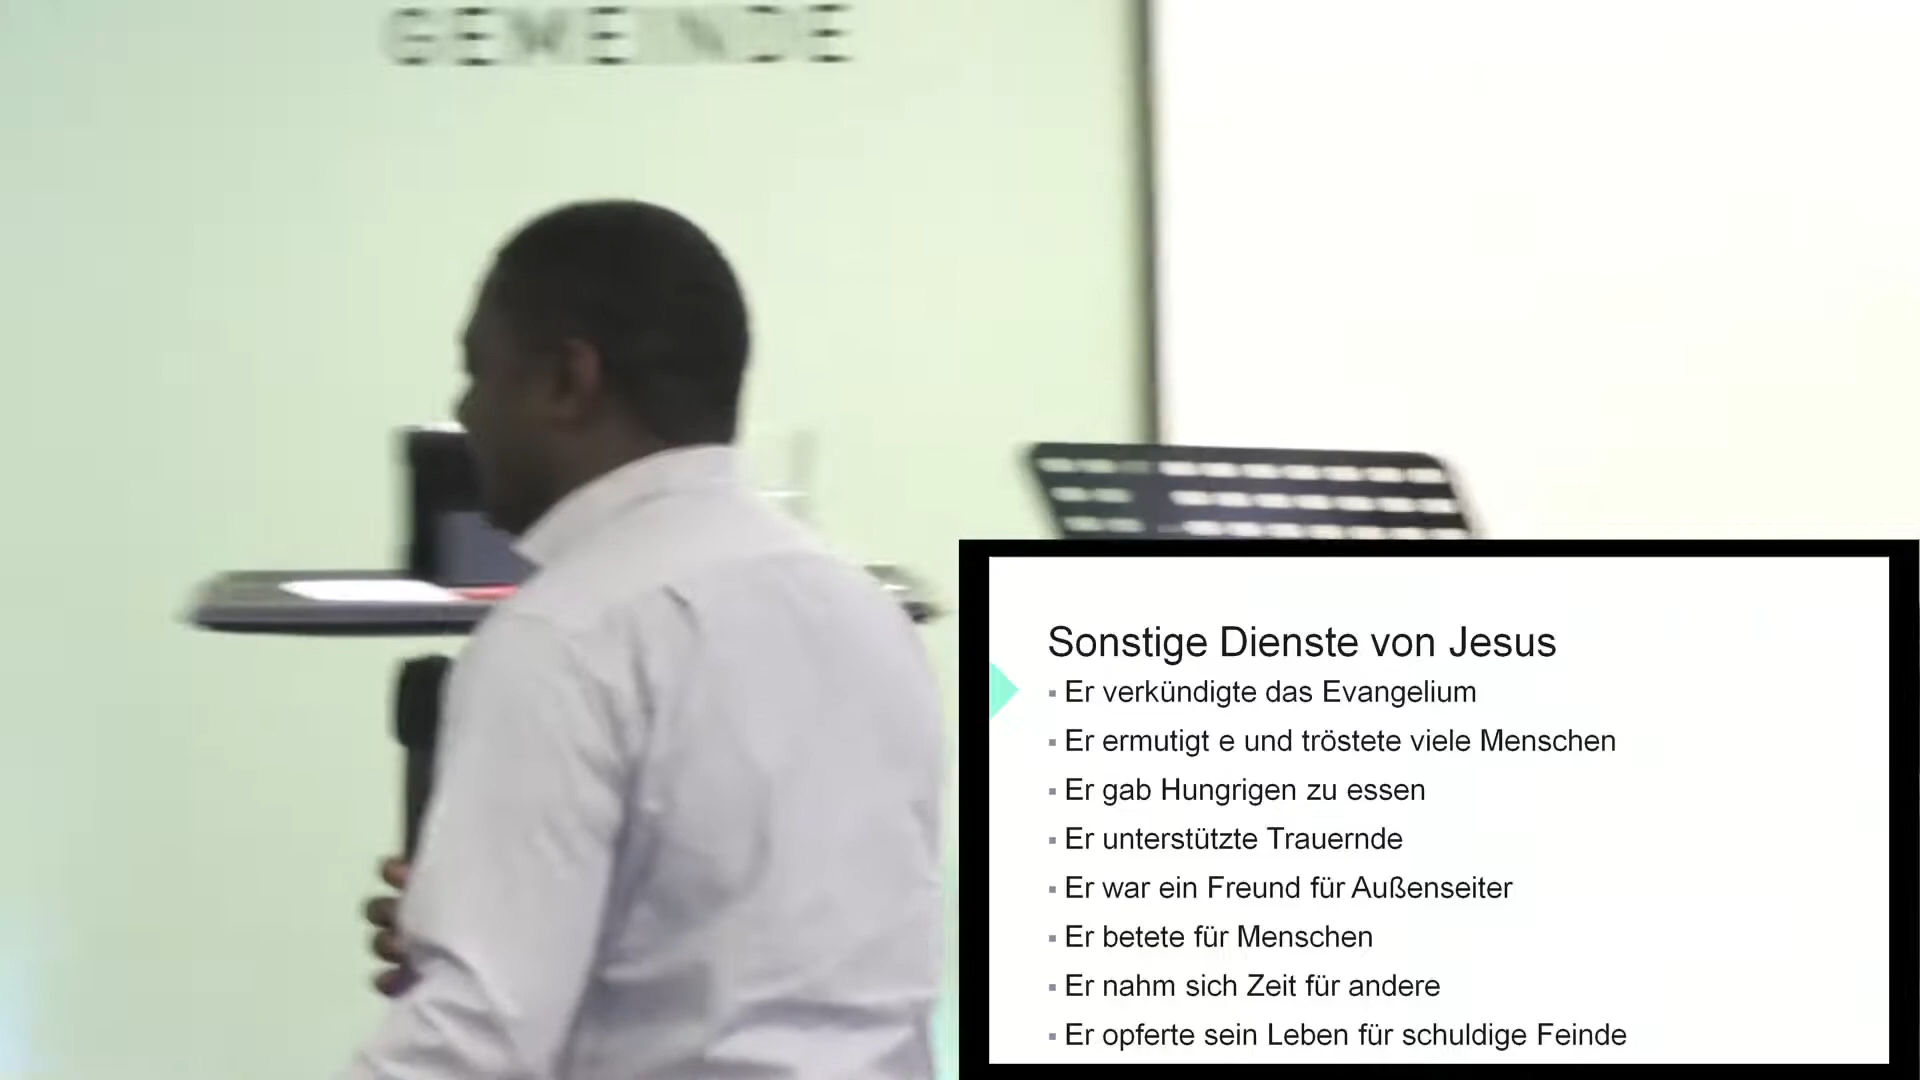 GEMEINDE
Sonstige Dienste von Jesus
▪ Er verkündigte das Evangelium
▪ Er ermutigt e und tröstete viele Menschen
▪ Er gab Hungrigen zu essen
▪ Er unterstützte Trauernde
▪ Er war ein Freund für Außenseiter
▪ Er betete für Menschen
▪ Er nahm sich Zeit für andere
▪ Er opferte sein Leben für schuldige Feinde